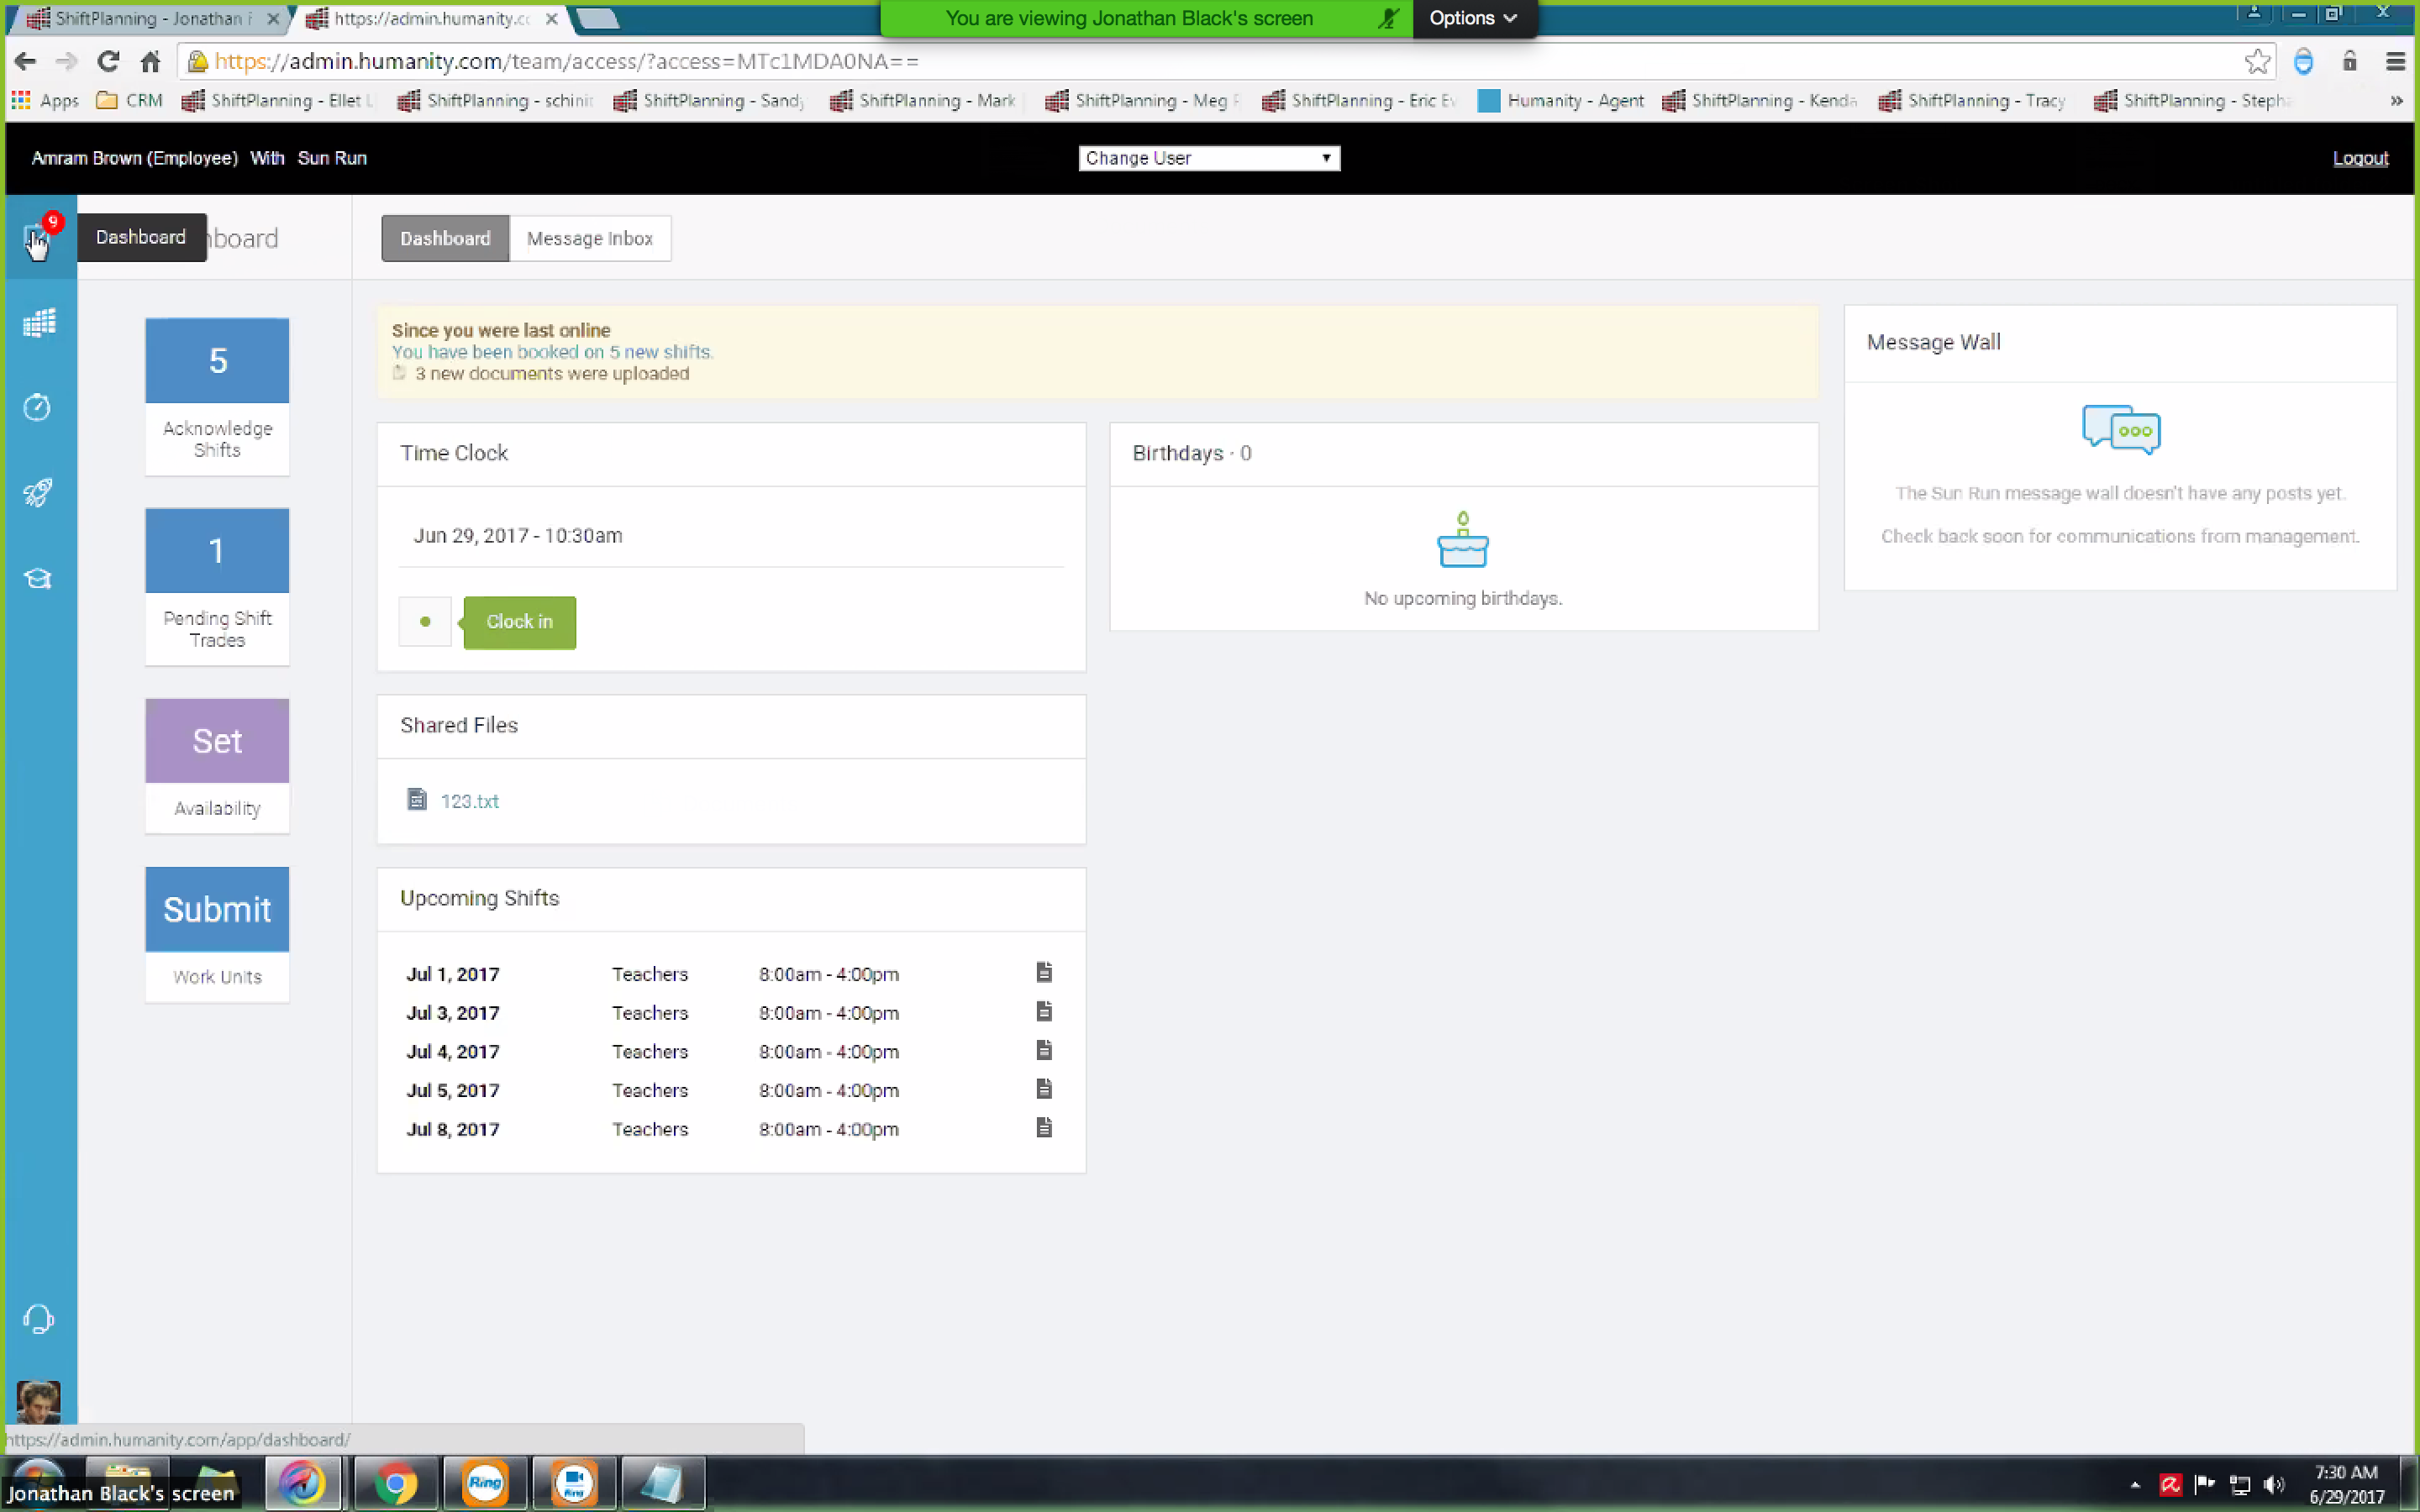 ShiftPlanning - Jonathan
https://admin.humanity.co
You are viewing Jonathan Black's screen
Options
https://admin.humanity.com/team/access/?access=MTc1MDA0NA==
Apps
CRM
ShiftPlanning - Ellet
ShiftPlanning - schinit
ShiftPlanning - Sandy
ShiftPlanning - Mark
ShiftPlanning - Meg
ShiftPlanning - Eric Ev
Humanity - Agent
ShiftPlanning - Kenda
ShiftPlanning - Tracy
ShiftPlanning - Steph
»
Amram Brown (Employee) With Sun Run
Change User
Logout
9
Dashboard
board
Dashboard
Message Inbox
5
Acknowledge
Shifts
1
Pending Shift
Trades
Set
Availability
Submit
Work Units
Since you were last online
You have been booked on 5 new shifts.
3 new documents were uploaded
Time Clock
Jun 29, 2017 - 10:30am
Clock in
Birthdays · 0
No upcoming birthdays.
Message Wall
The Sun Run message wall doesn't have any posts yet.
Check back soon for communications from management.
Shared Files
123.txt
Upcoming Shifts
Jul 1, 2017 Teachers 8:00am - 4:00pm
Jul 3, 2017 Teachers 8:00am - 4:00pm
Jul 4, 2017 Teachers 8:00am - 4:00pm
Jul 5, 2017 Teachers 8:00am - 4:00pm
Jul 8, 2017 Teachers 8:00am - 4:00pm
https://admin.humanity.com/app/dashboard/
Jonathan Black's screen
Ring
Ring
7:30 AM
6/29/2017